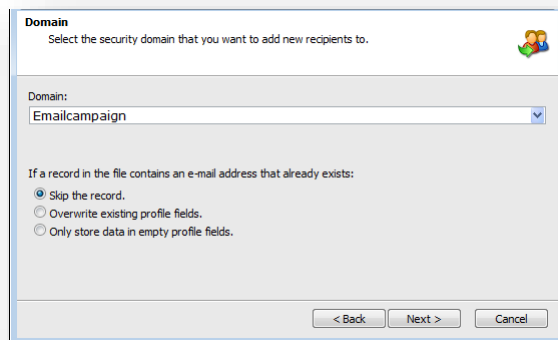 Domain
Select the security domain that you want to add new recipients to.
Domain:
Emailcampaign
If a record in the file contains an e-mail address that already exists:
Skip the record.
Overwrite existing profile fields.
Only store data in empty profile fields.
< Back Next > Cancel